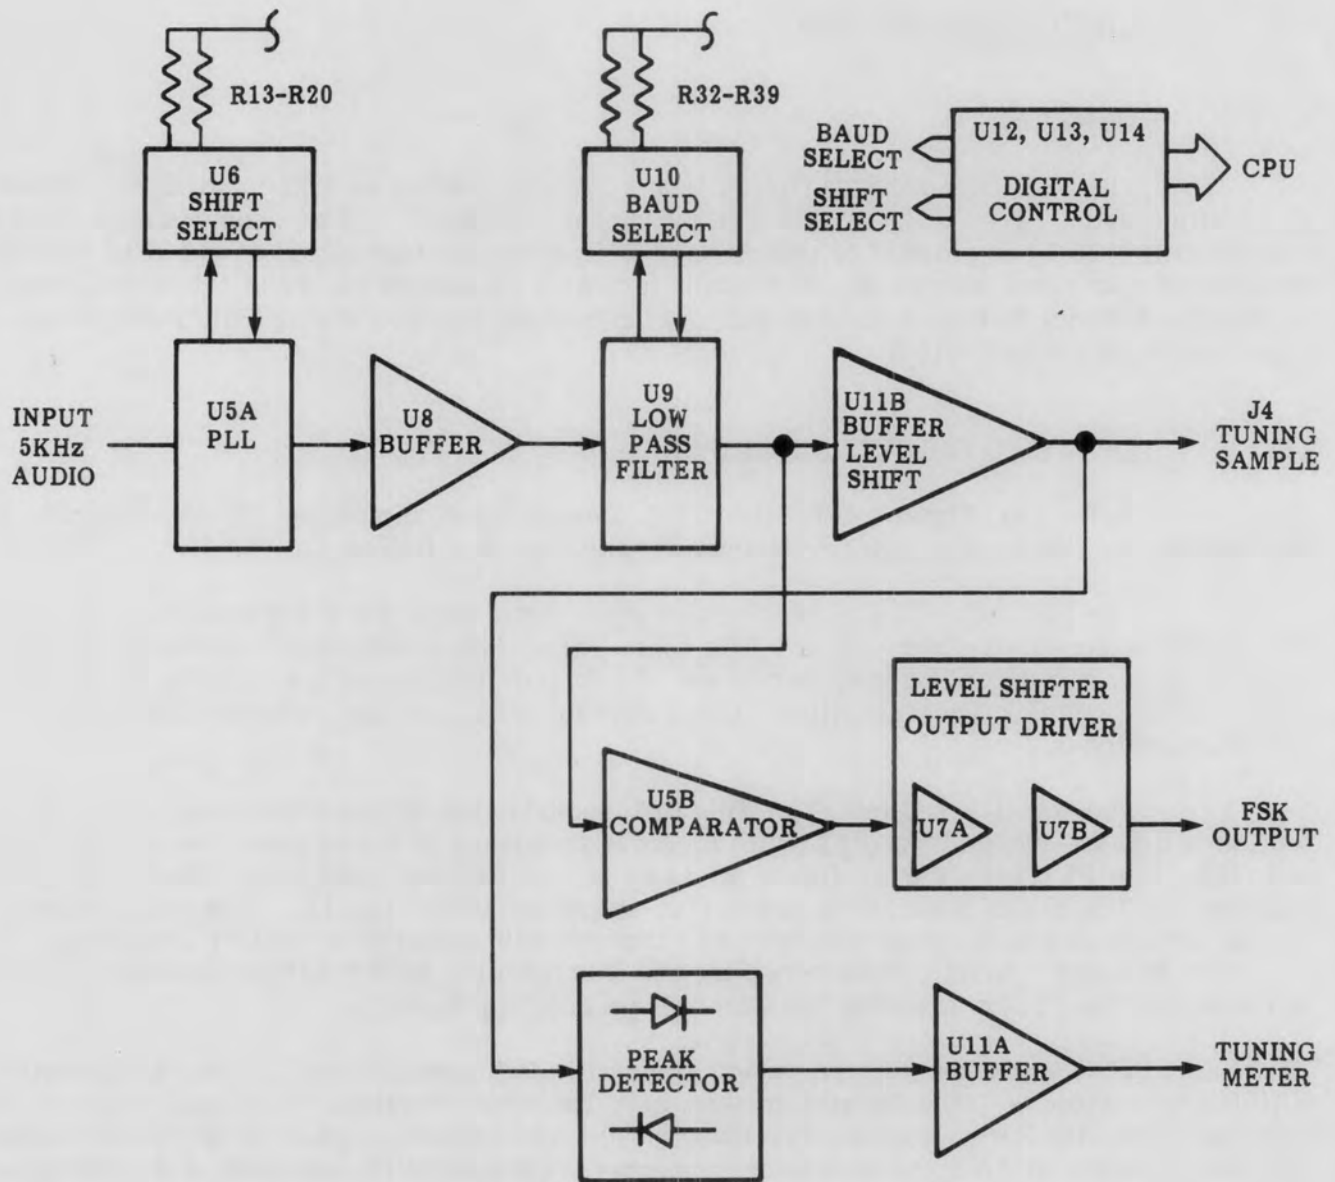 R13-R20
R32-R39
U6
SHIFT
SELECT
U10
BAUD
SELECT
BAUD
SELECT
SHIFT
SELECT
U12, U13, U14
DIGITAL
CONTROL
CPU
INPUT
5KHz
AUDIO
U5A
PLL
U8
BUFFER
U9
LOW
PASS
FILTER
U11B
BUFFER
LEVEL
SHIFT
J4
TUNING
SAMPLE
LEVEL SHIFTER
OUTPUT DRIVER
U5B
COMPARATOR
U7A
U7B
FSK
OUTPUT
PEAK
DETECTOR
U11A
BUFFER
TUNING
METER